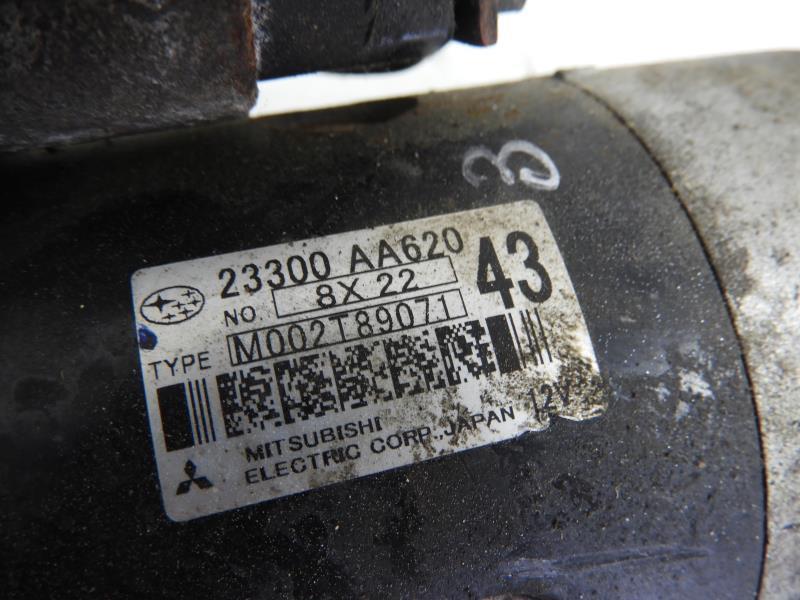 3
23300 AA620
43
NO. 8X 22
TYPE M002T89071
MITSUBISHI
ELECTRIC CORP. JAPAN 12V